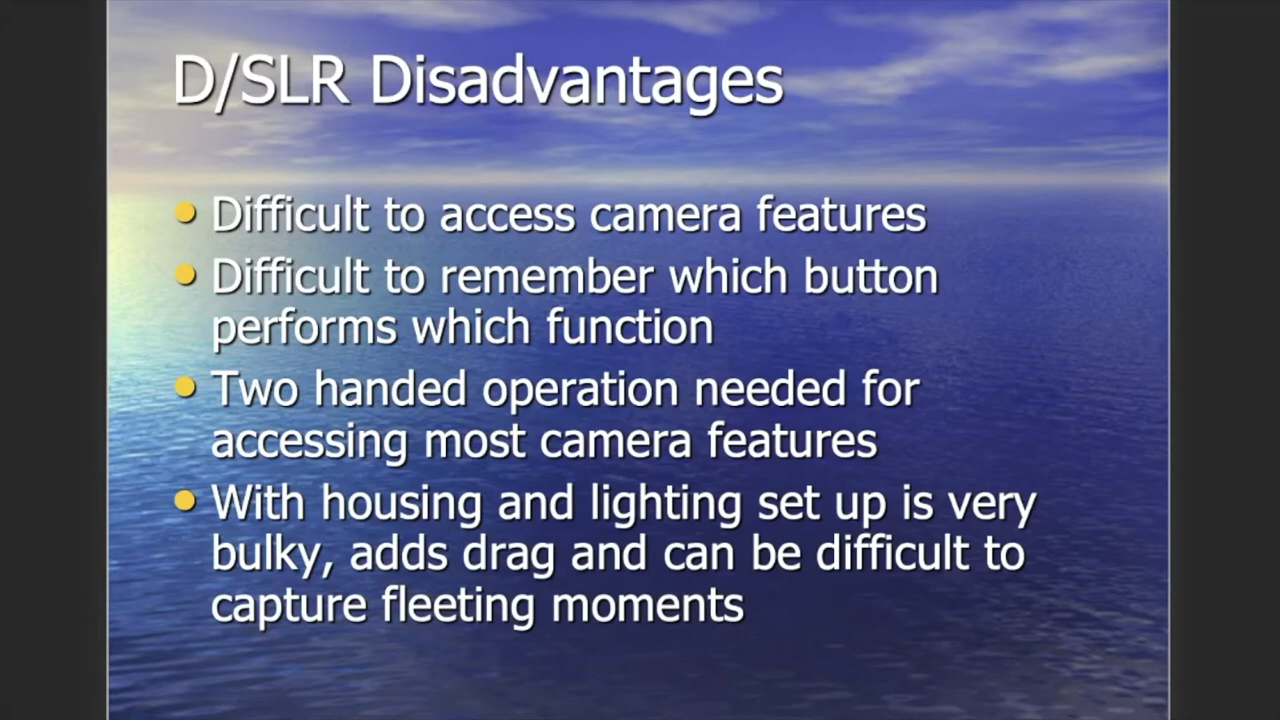 D/SLR Disadvantages
Difficult to access camera features
Difficult to remember which button
performs which function
Two handed operation needed for
accessing most camera features
With housing and lighting set up is very
bulky, adds drag and can be difficult to
capture fleeting moments